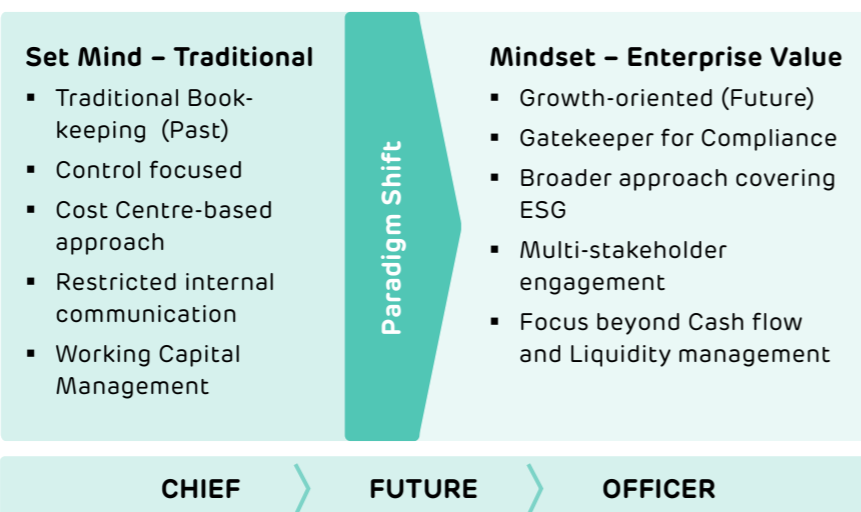 Set Mind – Traditional
▪ Traditional Book-
keeping (Past)
▪ Control focused
▪ Cost Centre-based
approach
▪ Restricted internal
communication
▪ Working Capital
Management
Paradigm Shift
Mindset – Enterprise Value
▪ Growth-oriented (Future)
▪ Gatekeeper for Compliance
▪ Broader approach covering
ESG
▪ Multi-stakeholder
engagement
▪ Focus beyond Cash flow
and Liquidity management
CHIEF FUTURE OFFICER